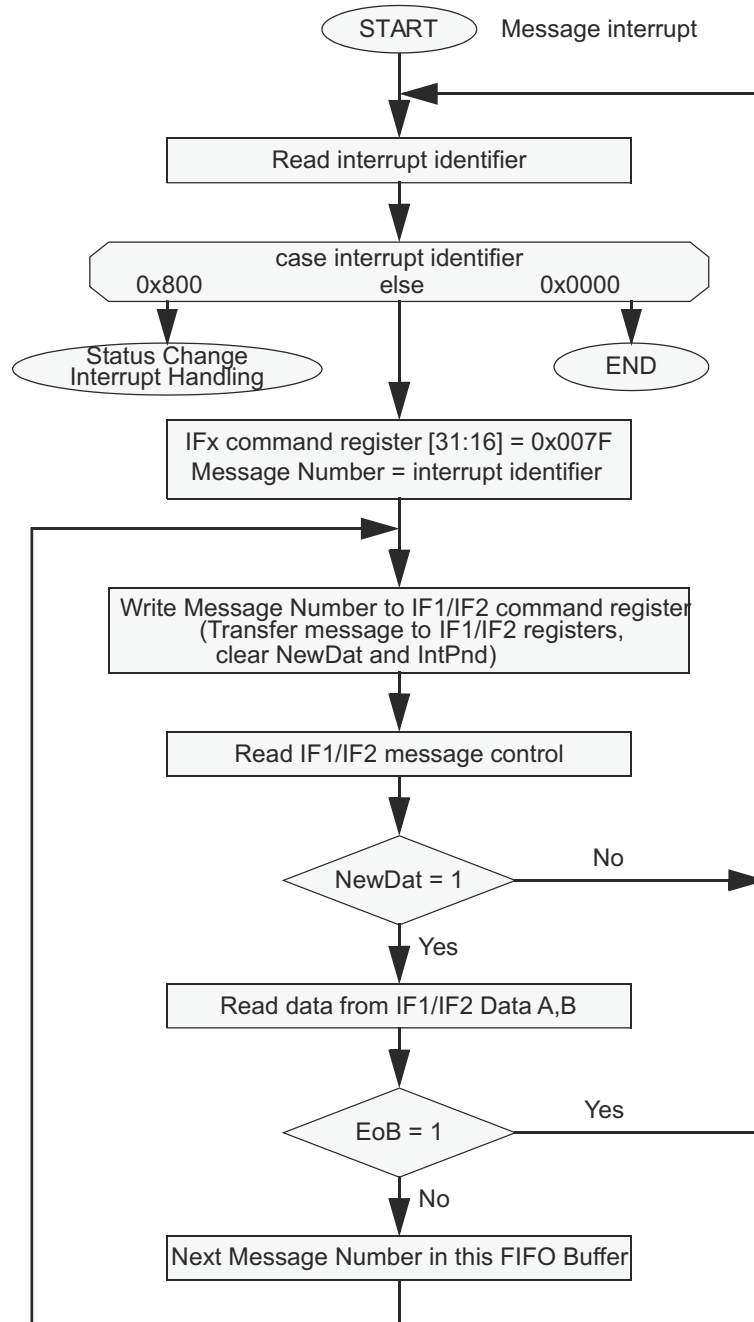 START Message interrupt
Read interrupt identifier
case interrupt identifier
0x800 else 0x0000
Status Change
Interrupt Handling
END
IFx command register [31:16] = 0x007F
Message Number = interrupt identifier
Write Message Number to IF1/IF2 command register
(Transfer message to IF1/IF2 registers,
clear NewDat and IntPnd)
Read IF1/IF2 message control
NewDat = 1
No
Yes
Read data from IF1/IF2 Data A,B
EoB = 1
Yes
No
Next Message Number in this FIFO Buffer